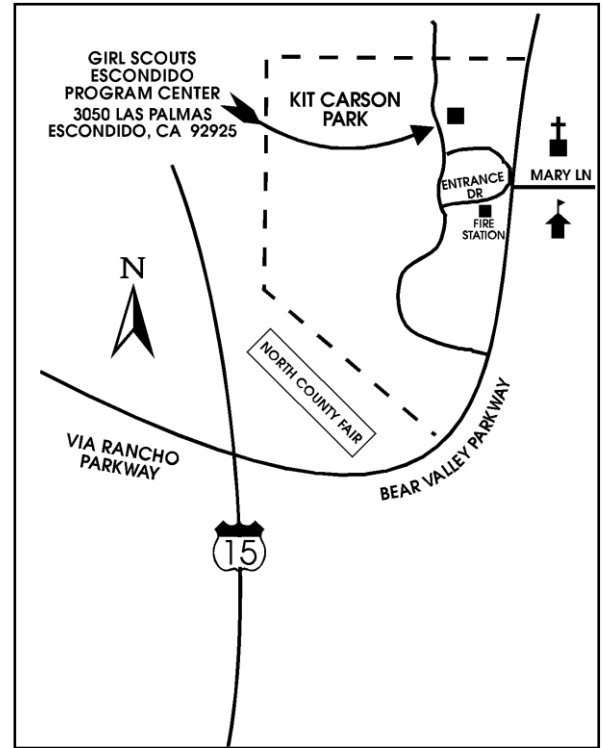 GIRL SCOUTS
ESCONDIDO
PROGRAM CENTER
3050 LAS PALMAS
ESCONDIDO, CA 92925
KIT CARSON
PARK
ENTRANCE
DR
MARY LN
FIRE
STATION
N
NORTH COUNTY FAIR
VIA RANCHO
PARKWAY
BEAR VALLEY PARKWAY
15